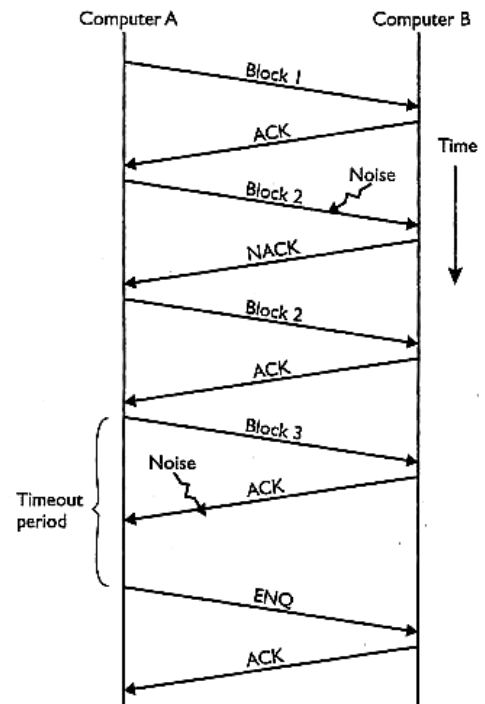 Computer A
Computer B
Block 1
ACK
Time
Noise
Block 2
NACK
Block 2
ACK
Block 3
Noise
ACK
Timeout
period
ENQ
ACK